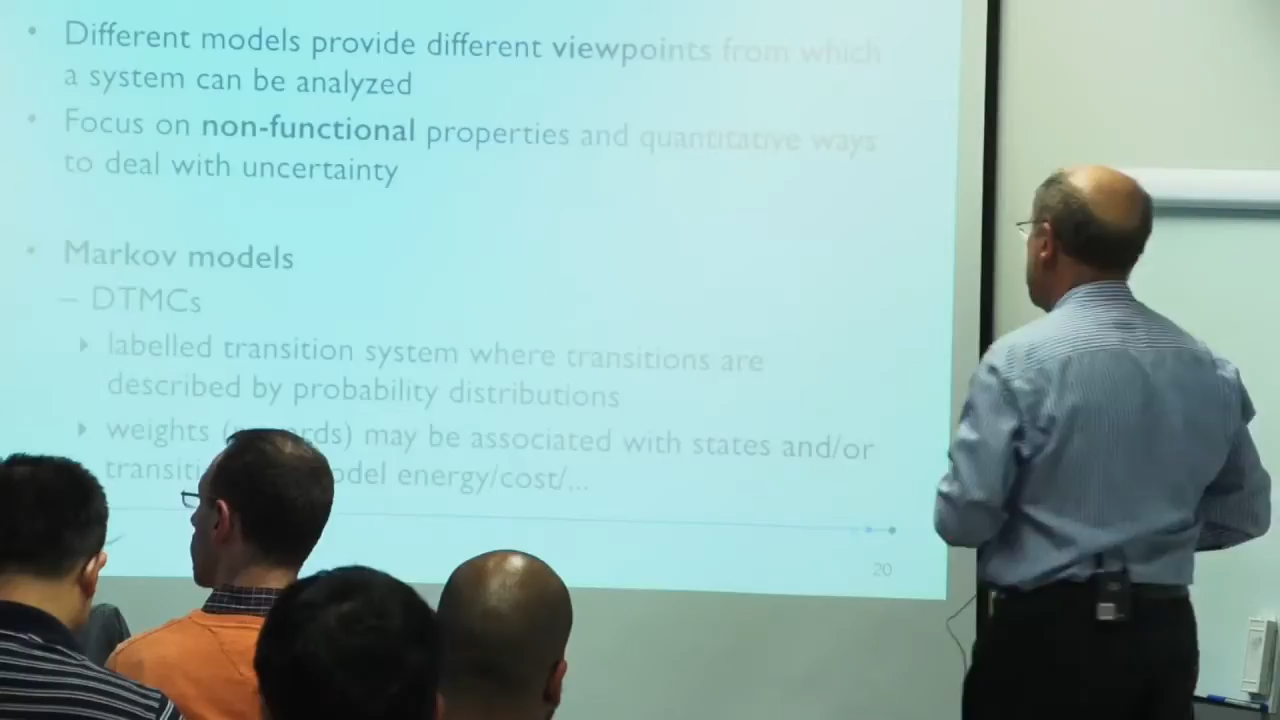 • Different models provide different viewpoints from which
a system can be analyzed
• Focus on non-functional properties and quantitative ways
to deal with uncertainty
• Markov models
– DTMCs
▸ labelled transition system where transitions are
described by probability distributions
▸ weights may be associated with states and/or
energy/cost/...
20